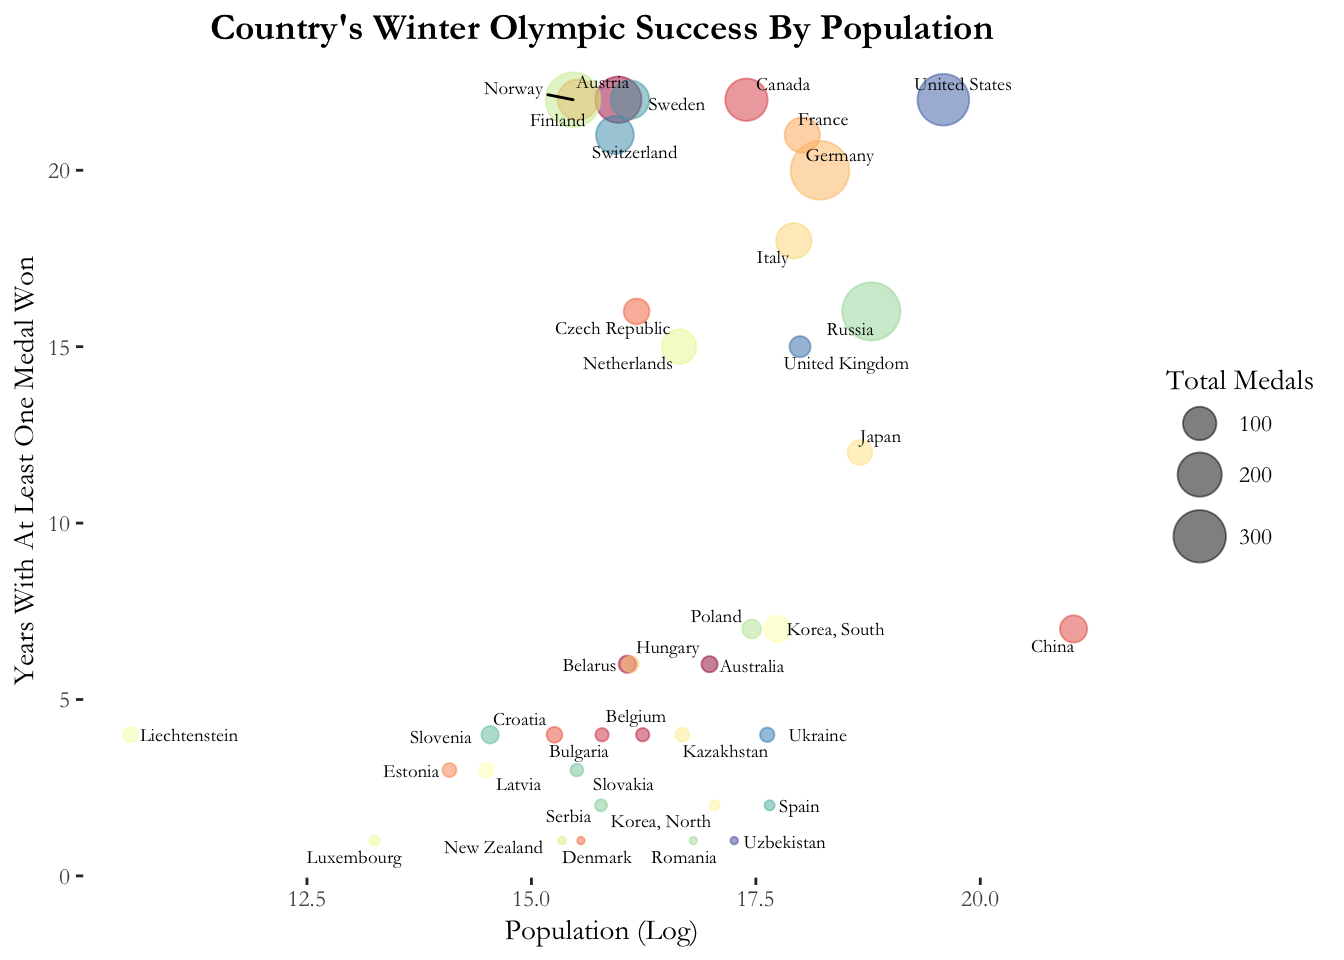 Country's Winter Olympic Success By Population
Norway
Austria
Finland
Sweden
Switzerland
Canada
United States
France
Germany
Italy
Czech Republic
Russia
Netherlands
United Kingdom
Japan
Poland
Korea, South
China
Hungary
Belarus
Australia
Liechtenstein
Croatia
Slovenia
Belgium
Bulgaria
Kazakhstan
Ukraine
Estonia
Latvia
Slovakia
Serbia
Korea, North
Spain
Luxembourg
New Zealand
Denmark
Romania
Uzbekistan
Years With At Least One Medal Won
20
15
10
5
0
12.5
15.0
17.5
20.0
Population (Log)
Total Medals
100
200
300